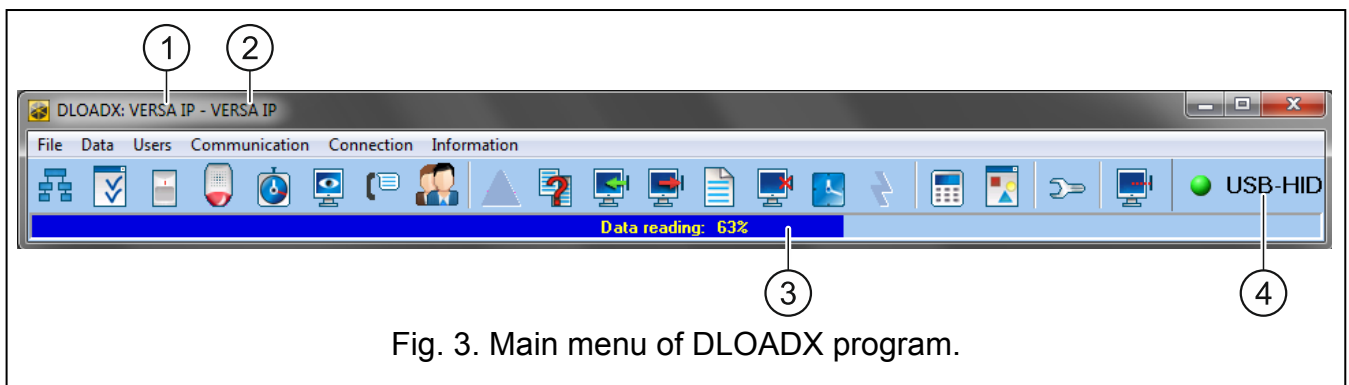 1 2
DLOADX: VERSA IP - VERSA IP
File Data Users Communication Connection Information
USB-HID
Data reading: 63%
3 4
Fig. 3. Main menu of DLOADX program.